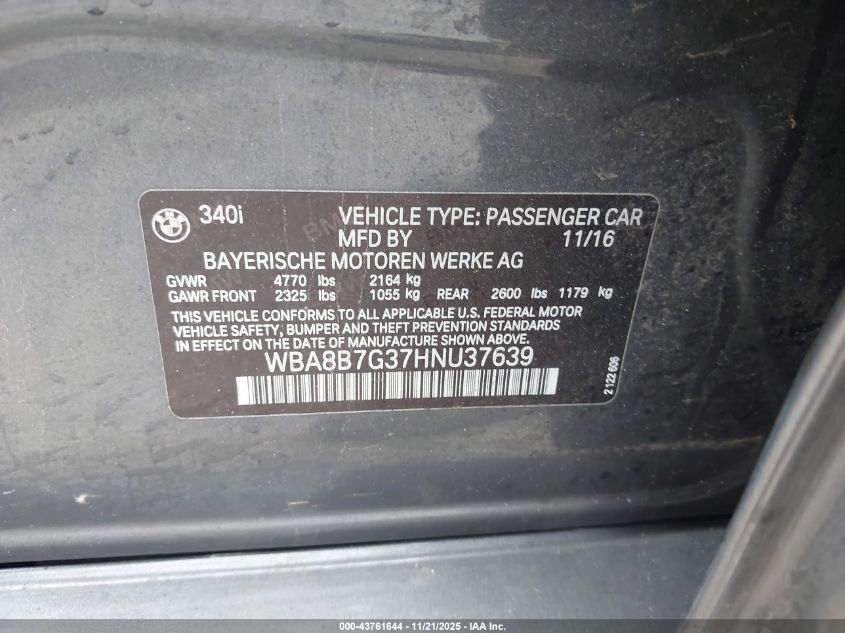 340i VEHICLE TYPE: PASSENGER CAR
MFD BY 11/16
BAYERISCHE MOTOREN WERKE AG
GVWR 4770 lbs 2164 kg
GAWR FRONT 2325 lbs 1055 kg REAR 2600 lbs 1179 kg
THIS VEHICLE CONFORMS TO ALL APPLICABLE U.S. FEDERAL MOTOR
VEHICLE SAFETY, BUMPER AND THEFT PREVENTION STANDARDS
IN EFFECT ON THE DATE OF MANUFACTURE SHOWN ABOVE.
WBA8B7G37HNU37639
2 122 606
000-43761644 - 11/21/2025 - IAA Inc.